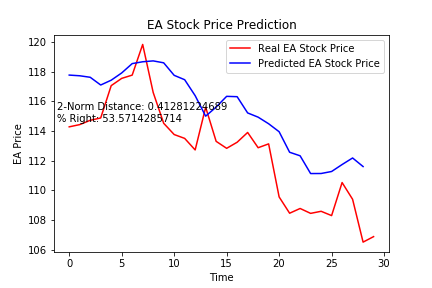 EA Stock Price Prediction
120
118
116
114
112
110
108
106
EA Price
Real EA Stock Price
Predicted EA Stock Price
2-Norm Distance: 0.41281224689
% Right: 53.5714285714
0 5 10 15 20 25 30
Time